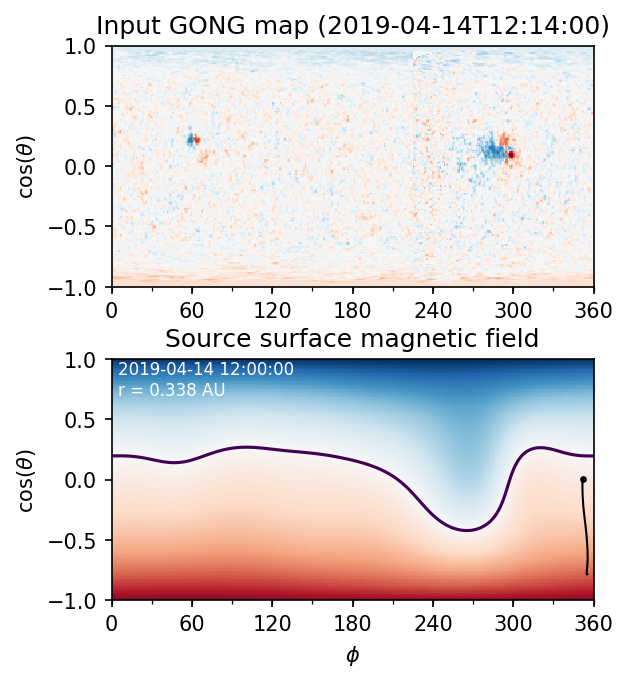 Input GONG map (2019-04-14T12:14:00)
1.0
0.5
0.0
−0.5
−1.0
cos(θ)
0 60 120 180 240 300 360
Source surface magnetic field
2019-04-14 12:00:00
r = 0.338 AU
1.0
0.5
0.0
−0.5
−1.0
cos(θ)
0 60 120 180 240 300 360
ϕ